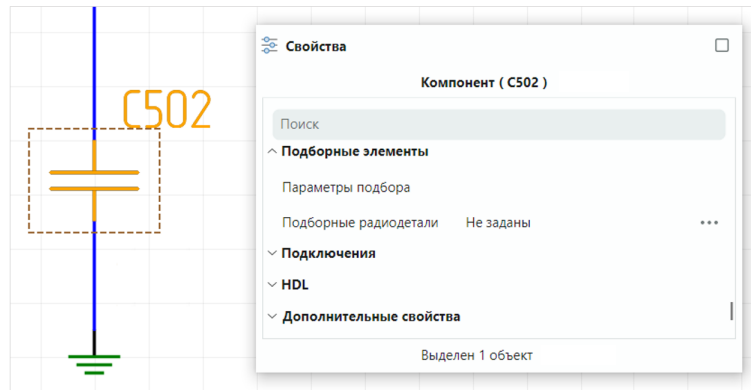 C502
Свойства
Компонент ( C502 )
Поиск
Подборные элементы
Параметры подбора
Подборные радиодетали Не заданы
Подключения
HDL
Дополнительные свойства
Выделен 1 объект